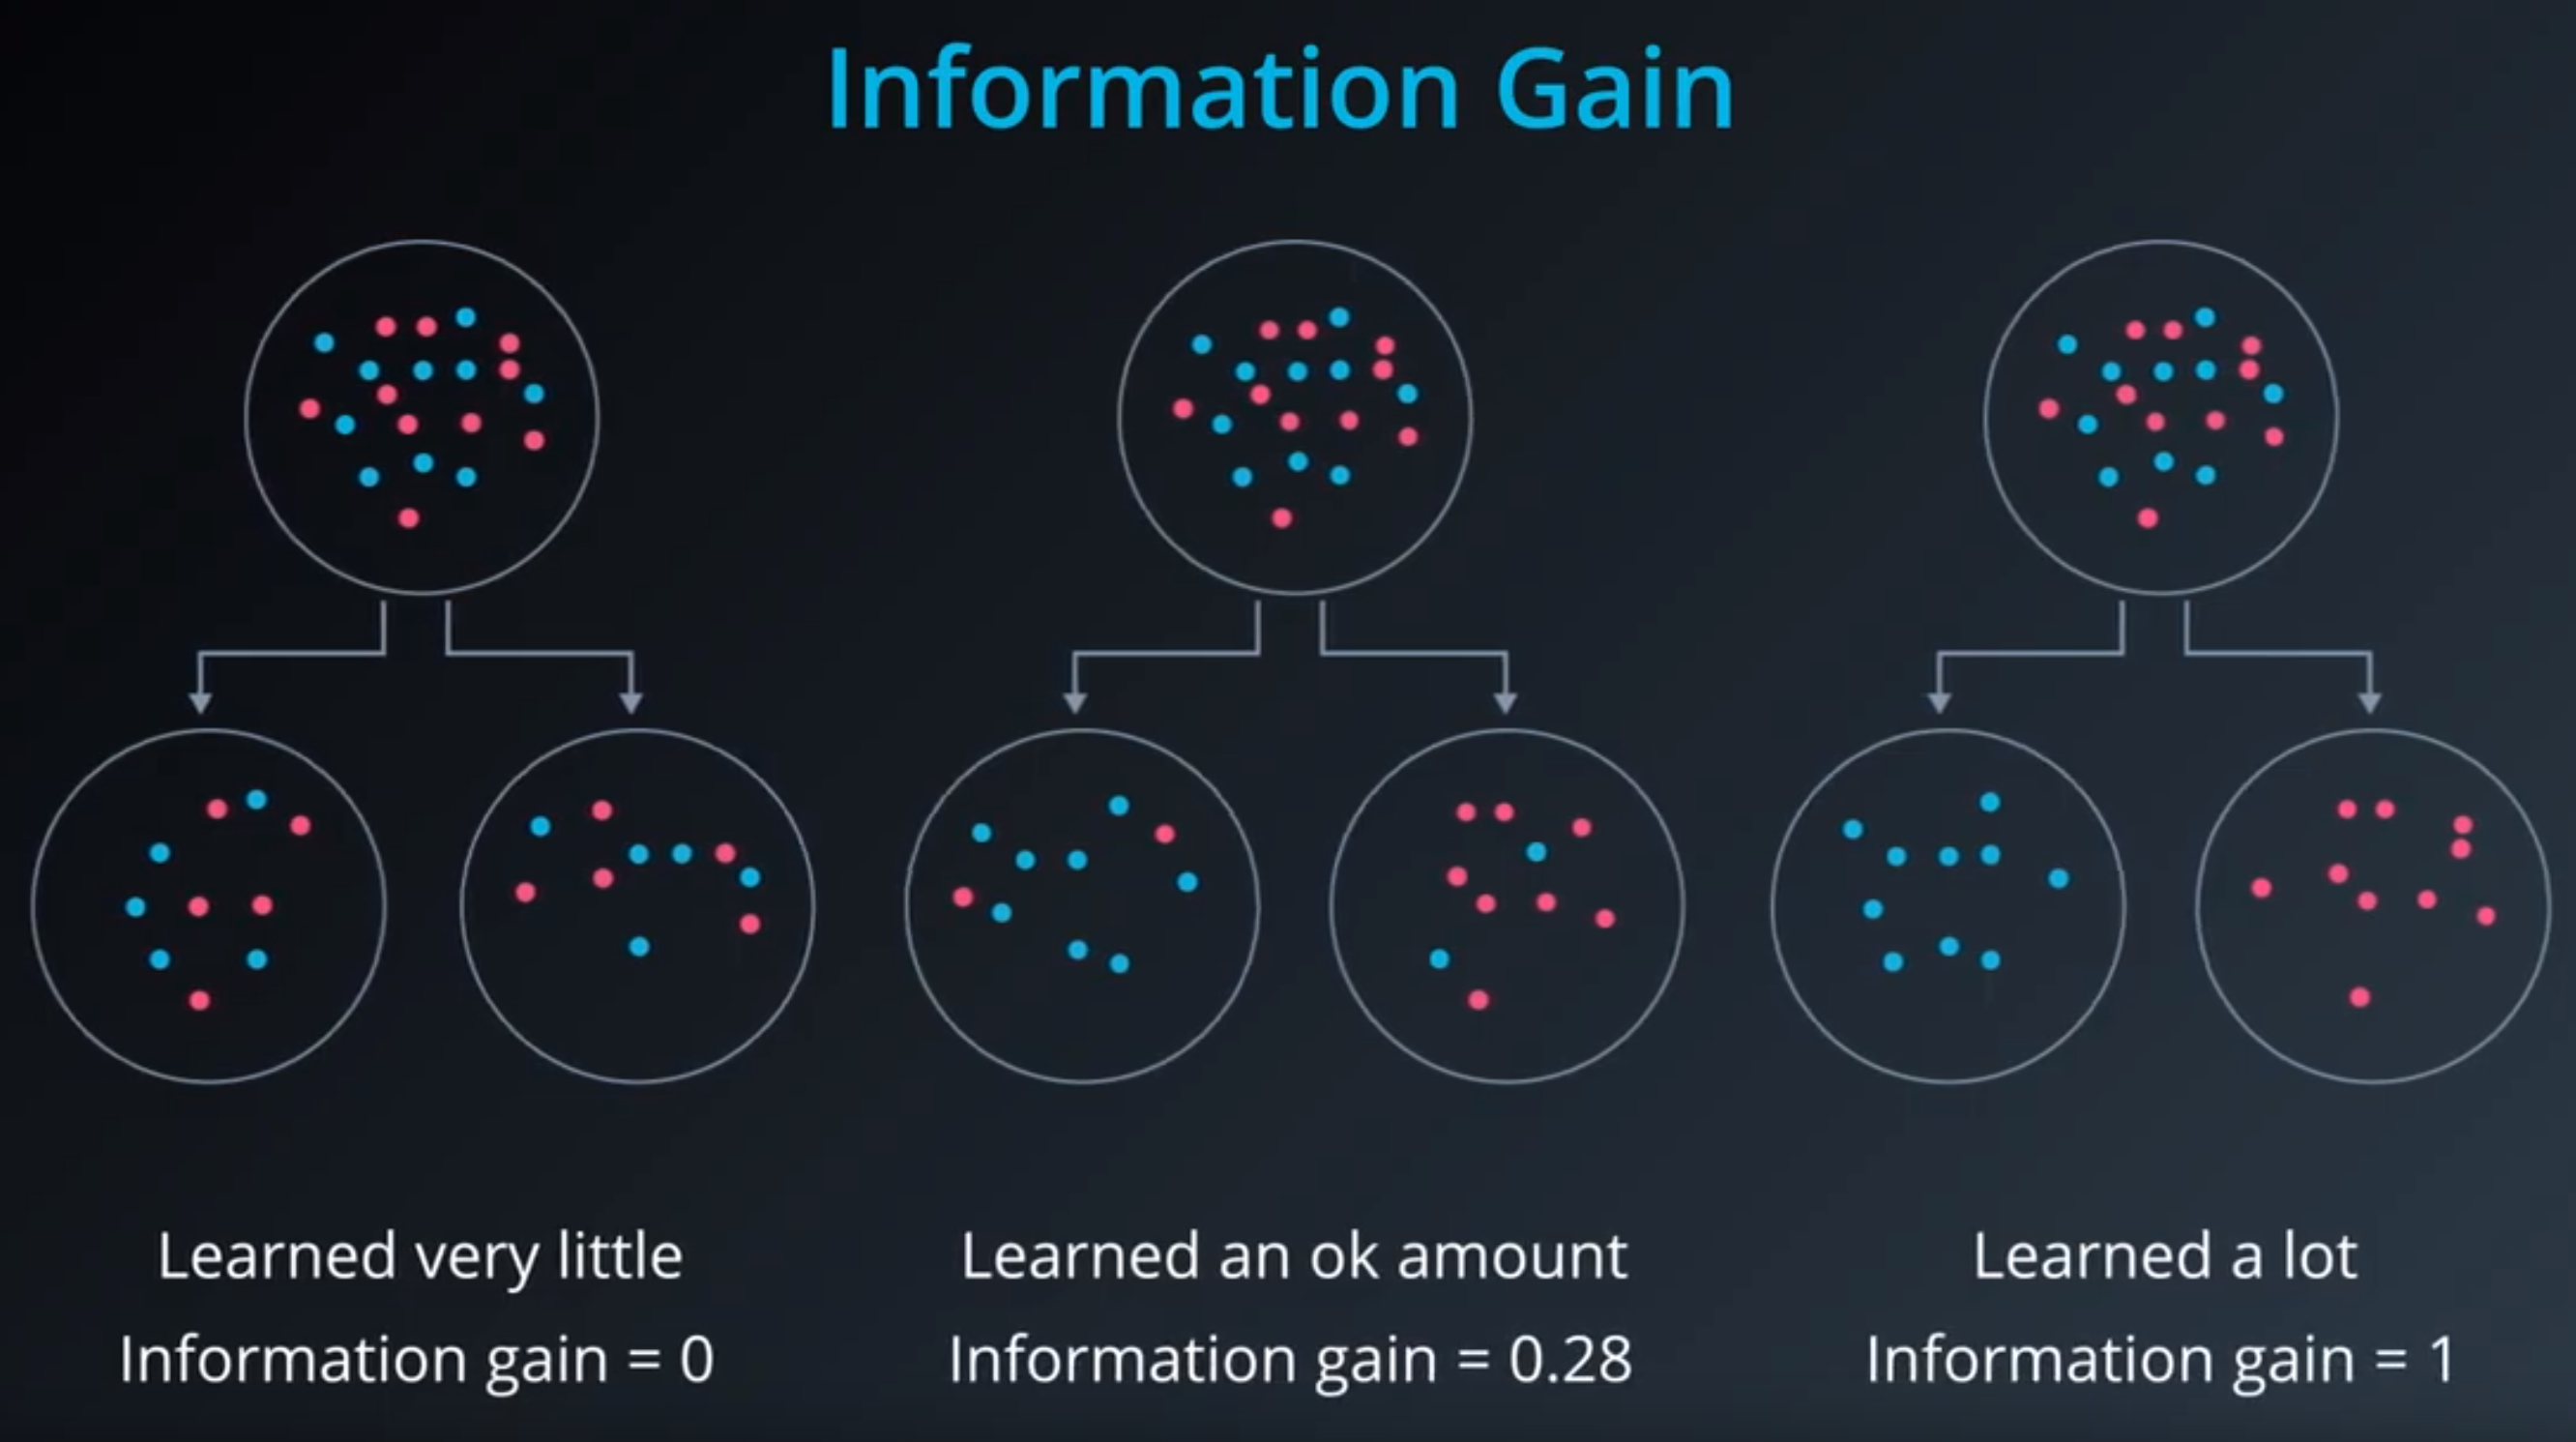 Information Gain
Learned very little
Information gain = 0
Learned an ok amount
Information gain = 0.28
Learned a lot
Information gain = 1